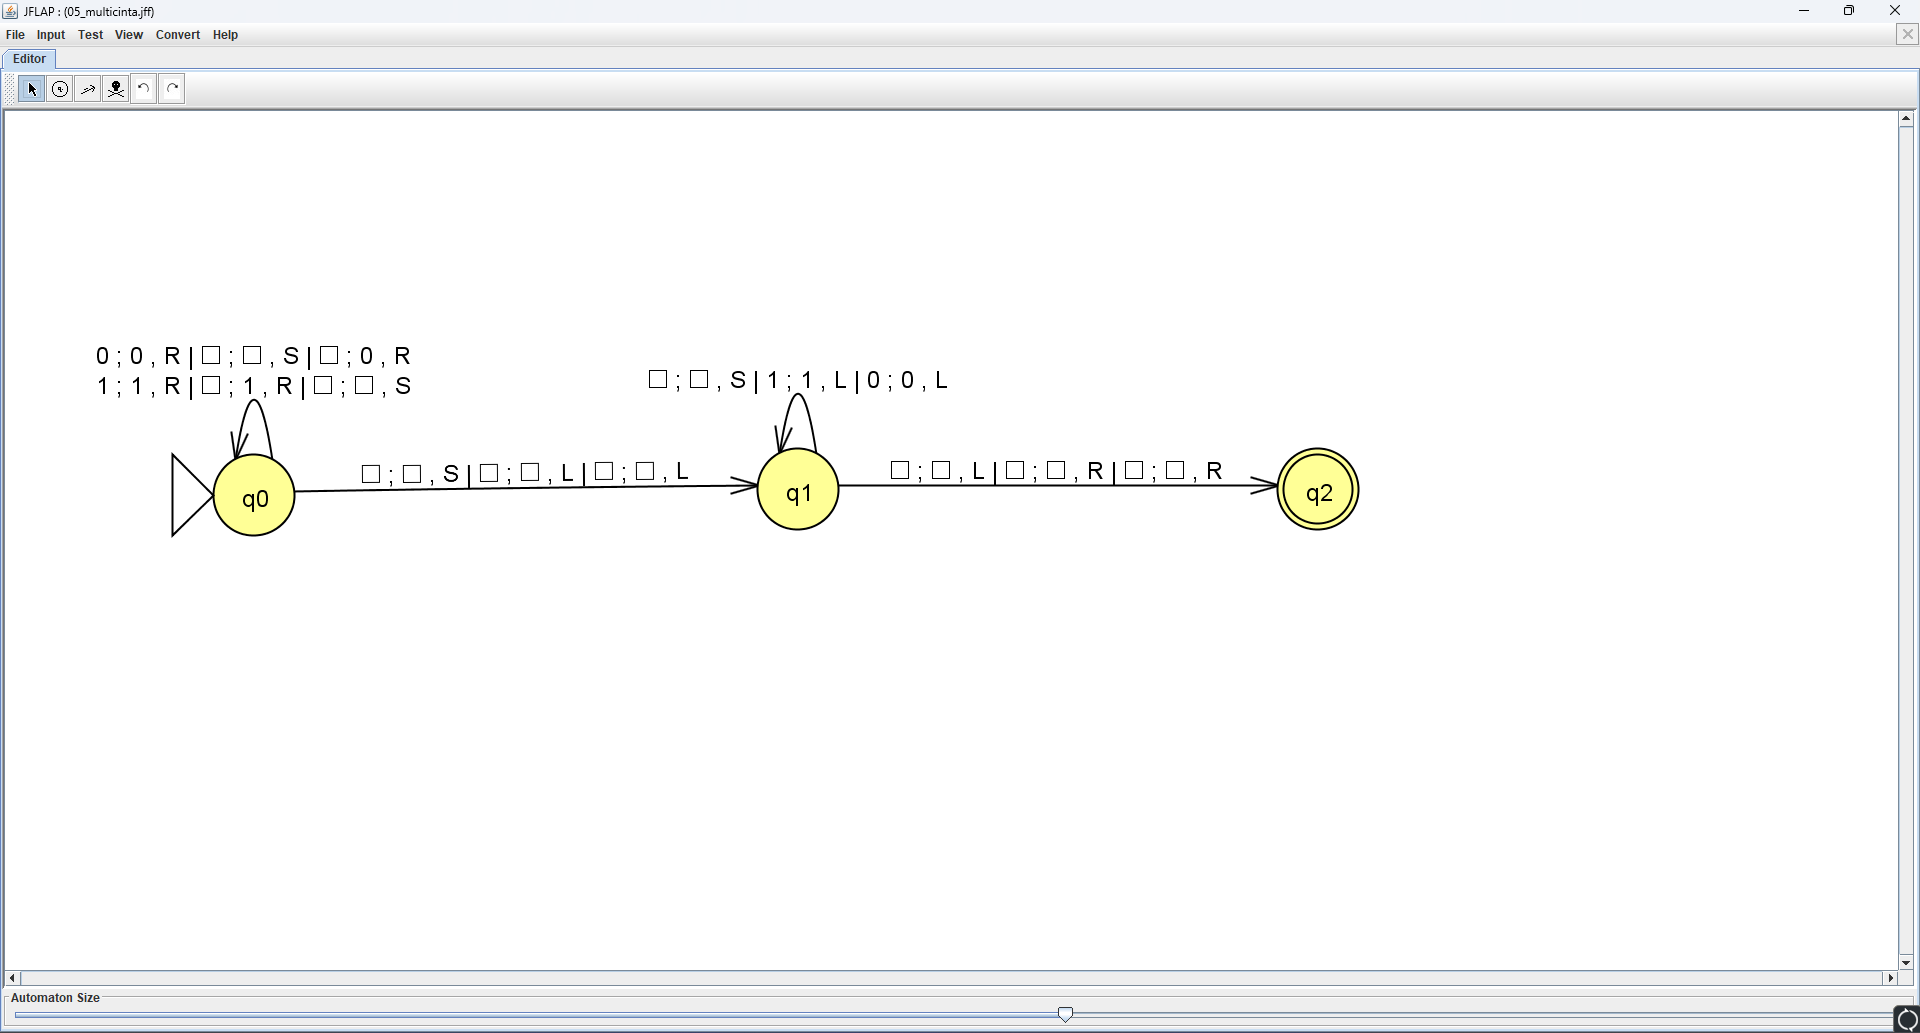 JFLAP : (05_multicinta.jff)
File Input Test View Convert Help
Editor
0 ; 0 , R | □ ; □ , S | □ ; 0 , R
1 ; 1 , R | □ ; 1 , R | □ ; □ , S
□ ; □ , S | 1 ; 1 , L | 0 ; 0 , L
□ ; □ , S | □ ; □ , L | □ ; □ , L
□ ; □ , L | □ ; □ , R | □ ; □ , R
q0
q1
q2
Automaton Size